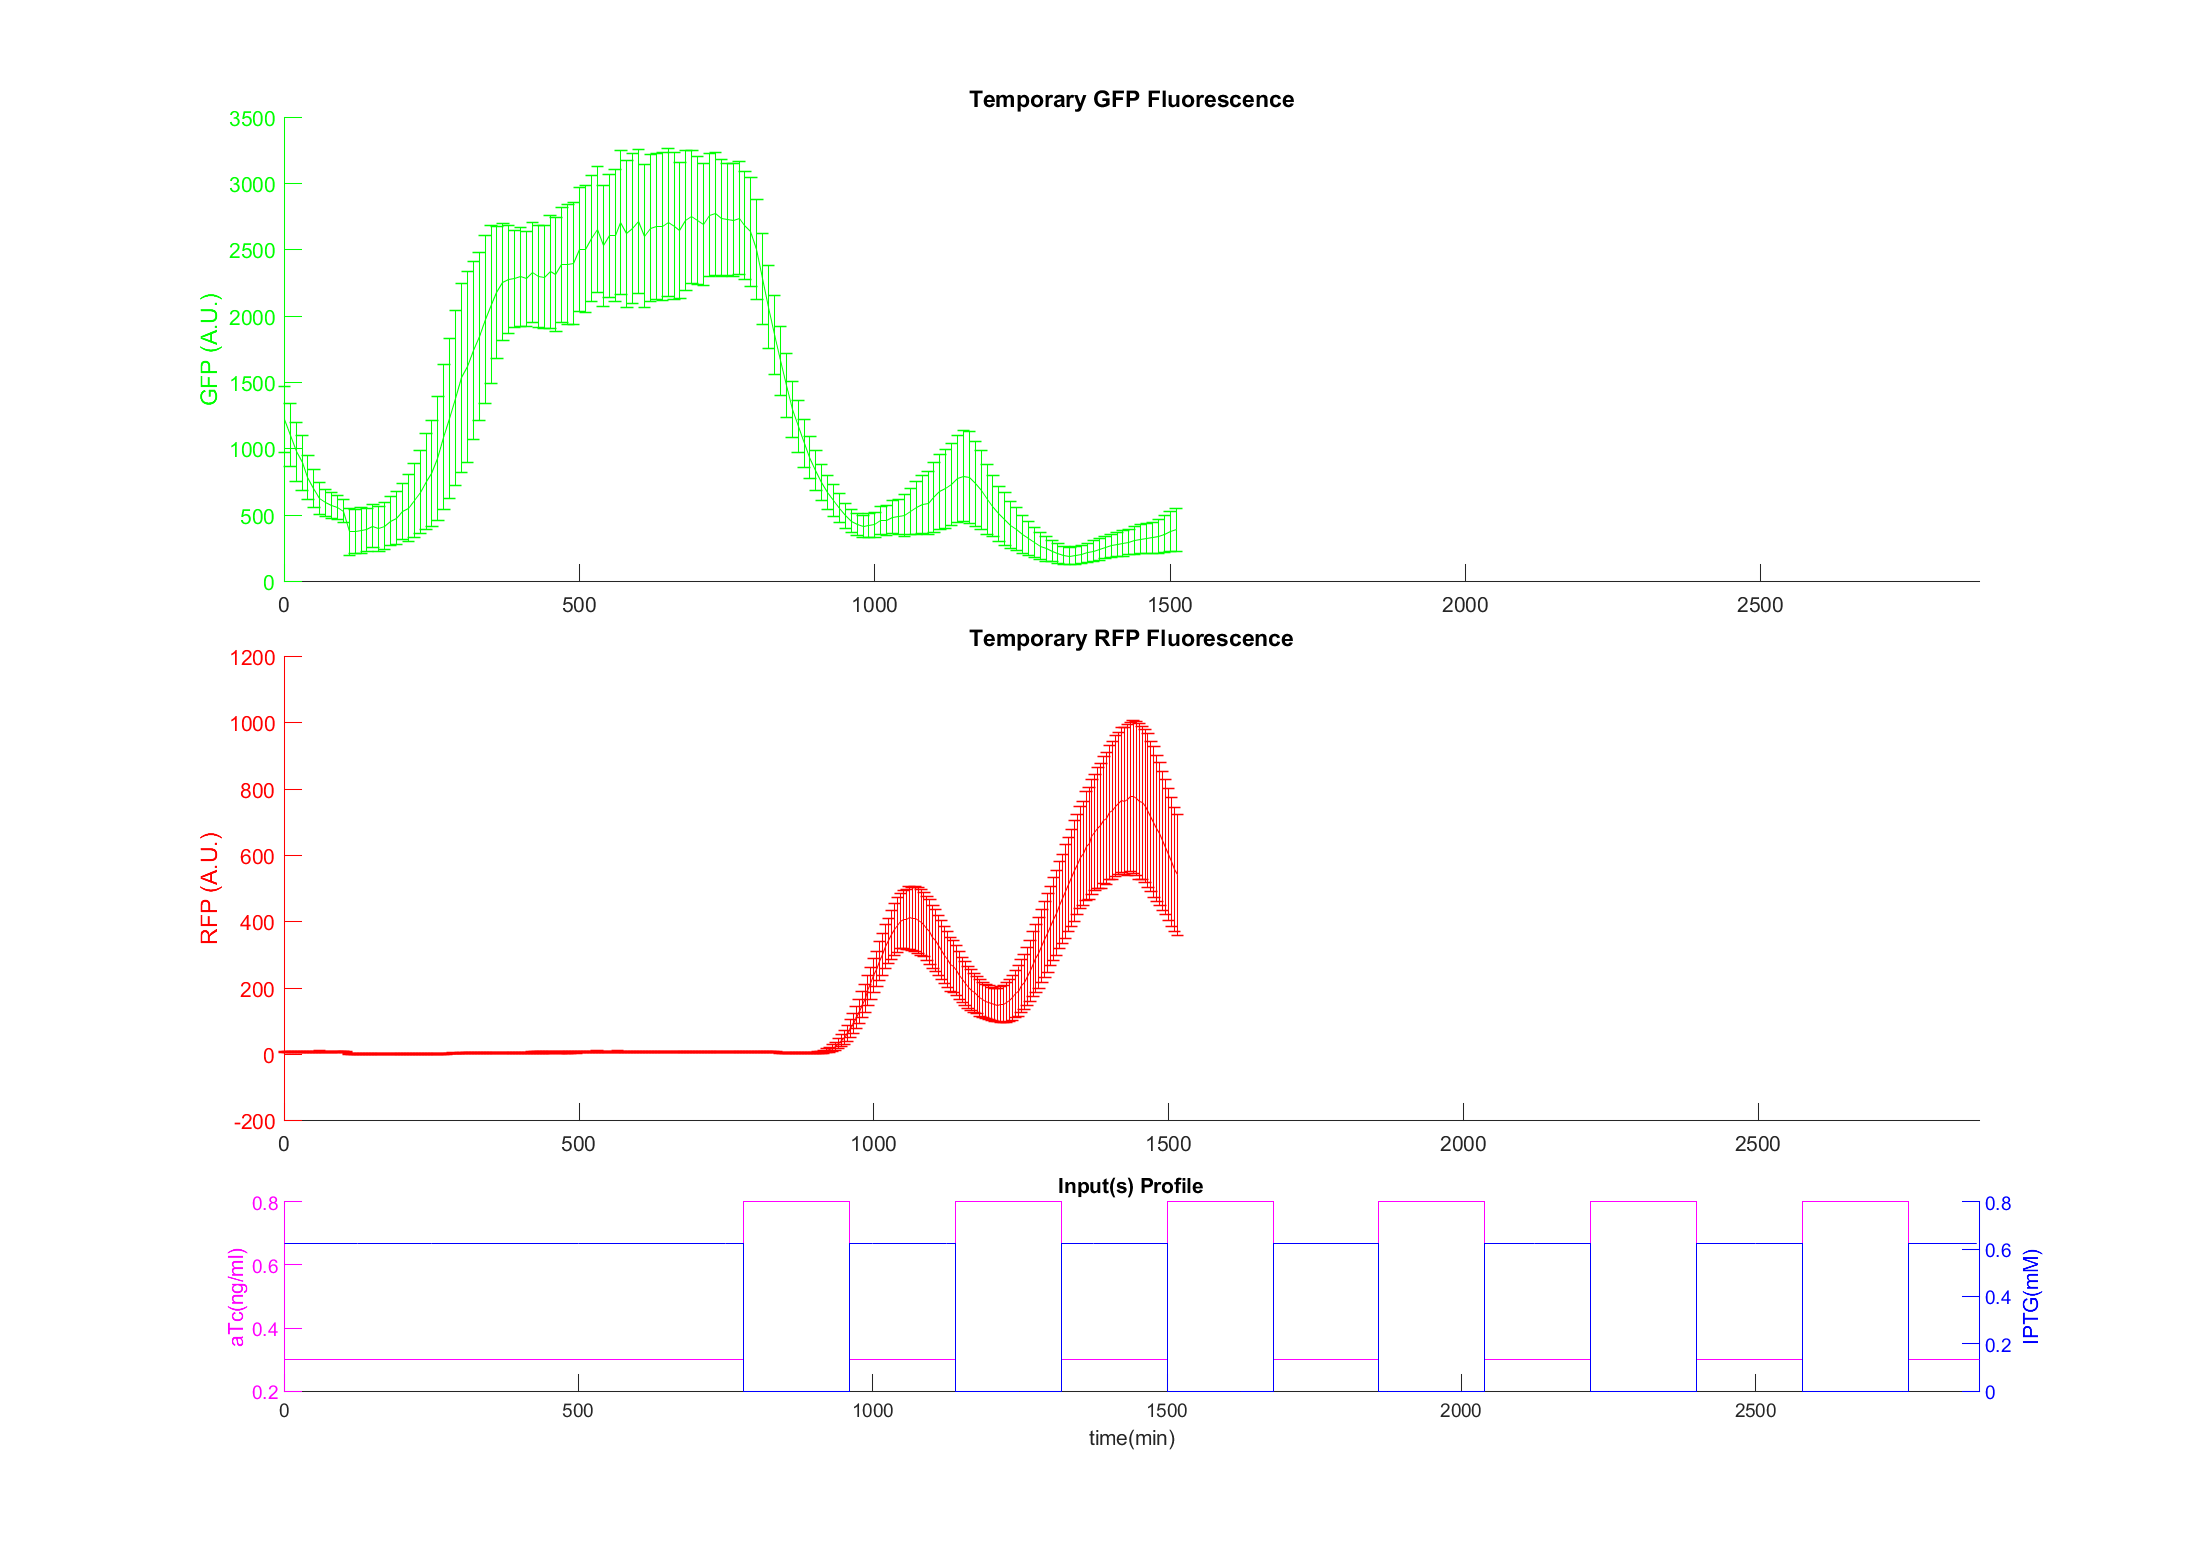 Temporary GFP Fluorescence
3500
3000
2500
2000
1500
1000
500
0
GFP (A.U.)
0 500 1000 1500 2000 2500
Temporary RFP Fluorescence
1200
1000
800
600
400
200
0
-200
RFP (A.U.)
0 500 1000 1500 2000 2500
Input(s) Profile
0.8
0.6
0.4
0.2
aTc(ng/ml)
0.8
0.6
0.4
0.2
0
IPTG(mM)
0 500 1000 1500 2000 2500
time(min)